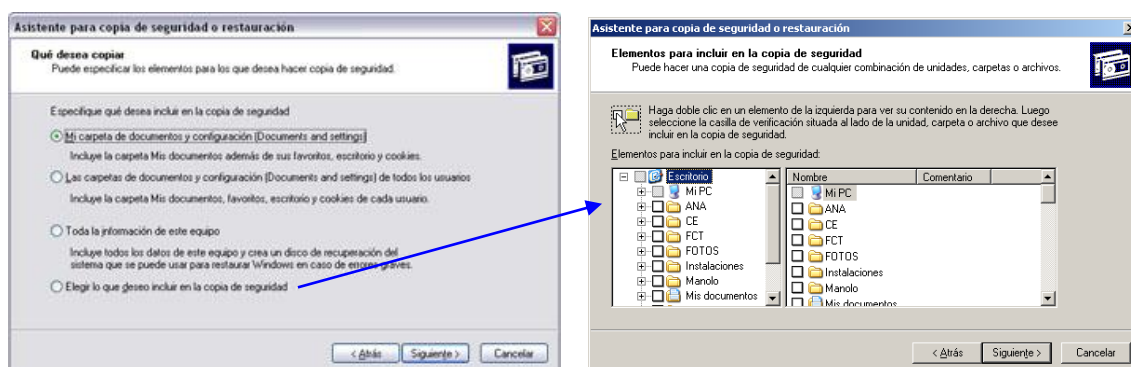 Asistente para copia de seguridad o restauración
Qué desea copiar
Puede especificar los elementos para los que desea hacer copia de seguridad.
Especifique qué desea incluir en la copia de seguridad
Mi carpeta de documentos y configuración (Documents and settings)
Incluye la carpeta Mis documentos además de sus favoritos, escritorio y cookies.
Las carpetas de documentos y configuración (Documents and settings) de todos los usuarios
Incluye la carpeta Mis documentos, favoritos, escritorio y cookies de cada usuario.
Toda la información de este equipo
Incluye todos los datos de este equipo y crea un disco de recuperación del
sistema que se puede usar para restaurar Windows en caso de errores graves.
Elegir lo que deseo incluir en la copia de seguridad
< Atrás
Siguiente >
Cancelar
Asistente para copia de seguridad o restauración
Elementos para incluir en la copia de seguridad
Puede hacer una copia de seguridad de cualquier combinación de unidades, carpetas o archivos.
Haga doble clic en un elemento de la izquierda para ver su contenido en la derecha. Luego
seleccione la casilla de verificación situada al lado de la unidad, carpeta o archivo que desee
incluir en la copia de seguridad.
Elementos para incluir en la copia de seguridad:
Escritorio
Mi PC
ANA
CE
FCT
FOTOS
Instalaciones
Manolo
Mis documentos
Nombre
Comentario
Mi PC
ANA
CE
FCT
FOTOS
Instalaciones
Manolo
Mis documentos
< Atrás
Siguiente >
Cancelar